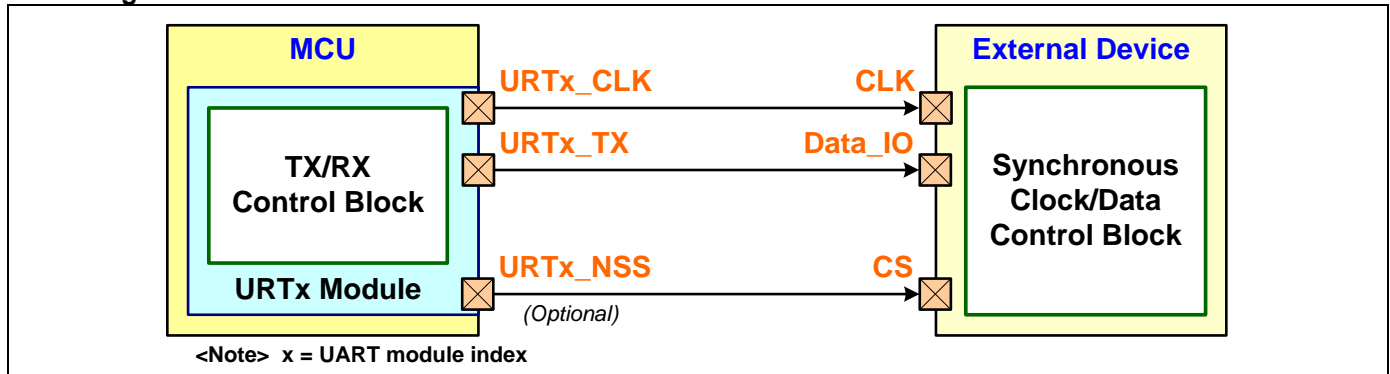 MCU
External Device
URTx_CLK
CLK
URTx_TX
Data_IO
TX/RX
Control Block
Synchronous
Clock/Data
Control Block
URTx_NSS
CS
URTx Module
(Optional)
<Note> x = UART module index